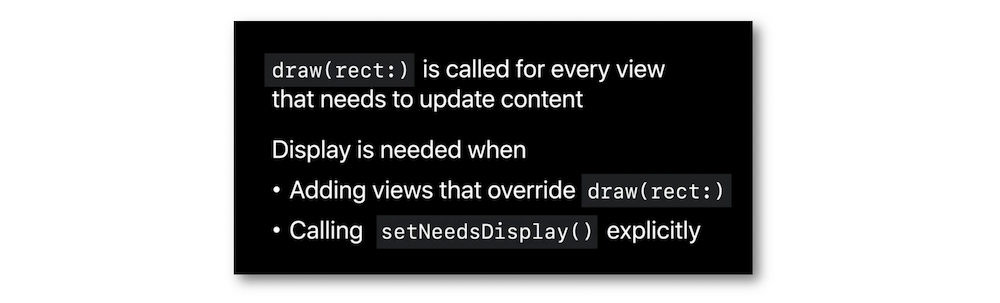 draw(rect:) is called for every view
that needs to update content
Display is needed when
• Adding views that override draw(rect:)
• Calling setNeedsDisplay() explicitly